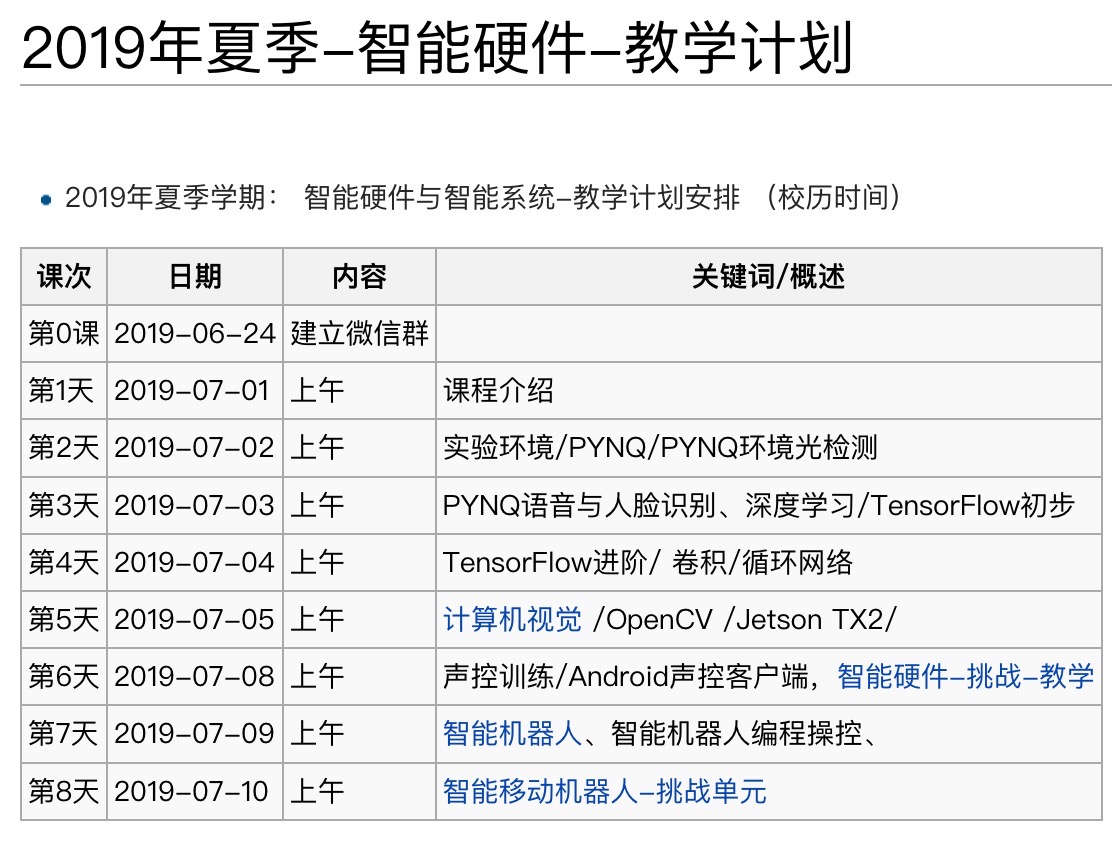 2019年夏季-智能硬件-教学计划
2019年夏季学期： 智能硬件与智能系统-教学计划安排 （校历时间）
课次 日期 内容 关键词/概述
第0课 2019-06-24 建立微信群
第1天 2019-07-01 上午 课程介绍
第2天 2019-07-02 上午 实验环境/PYNQ/PYNQ环境光检测
第3天 2019-07-03 上午 PYNQ语音与人脸识别、深度学习/TensorFlow初步
第4天 2019-07-04 上午 TensorFlow进阶/ 卷积/循环网络
第5天 2019-07-05 上午 计算机视觉 /OpenCV /Jetson TX2/
第6天 2019-07-08 上午 声控训练/Android声控客户端，智能硬件-挑战-教学
第7天 2019-07-09 上午 智能机器人、智能机器人编程操控、
第8天 2019-07-10 上午 智能移动机器人-挑战单元